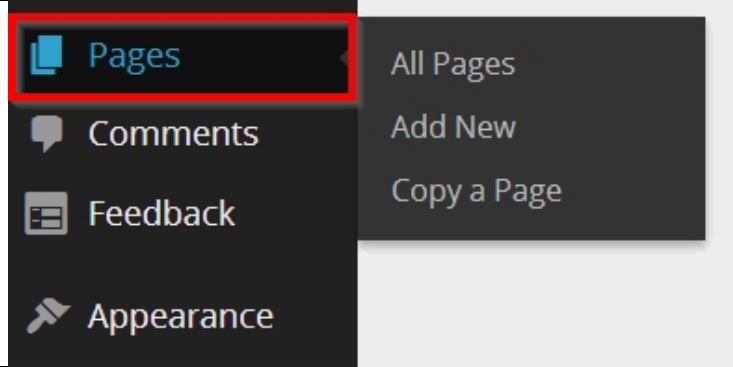 Pages
Comments
Feedback
Appearance
All Pages
Add New
Copy a Page